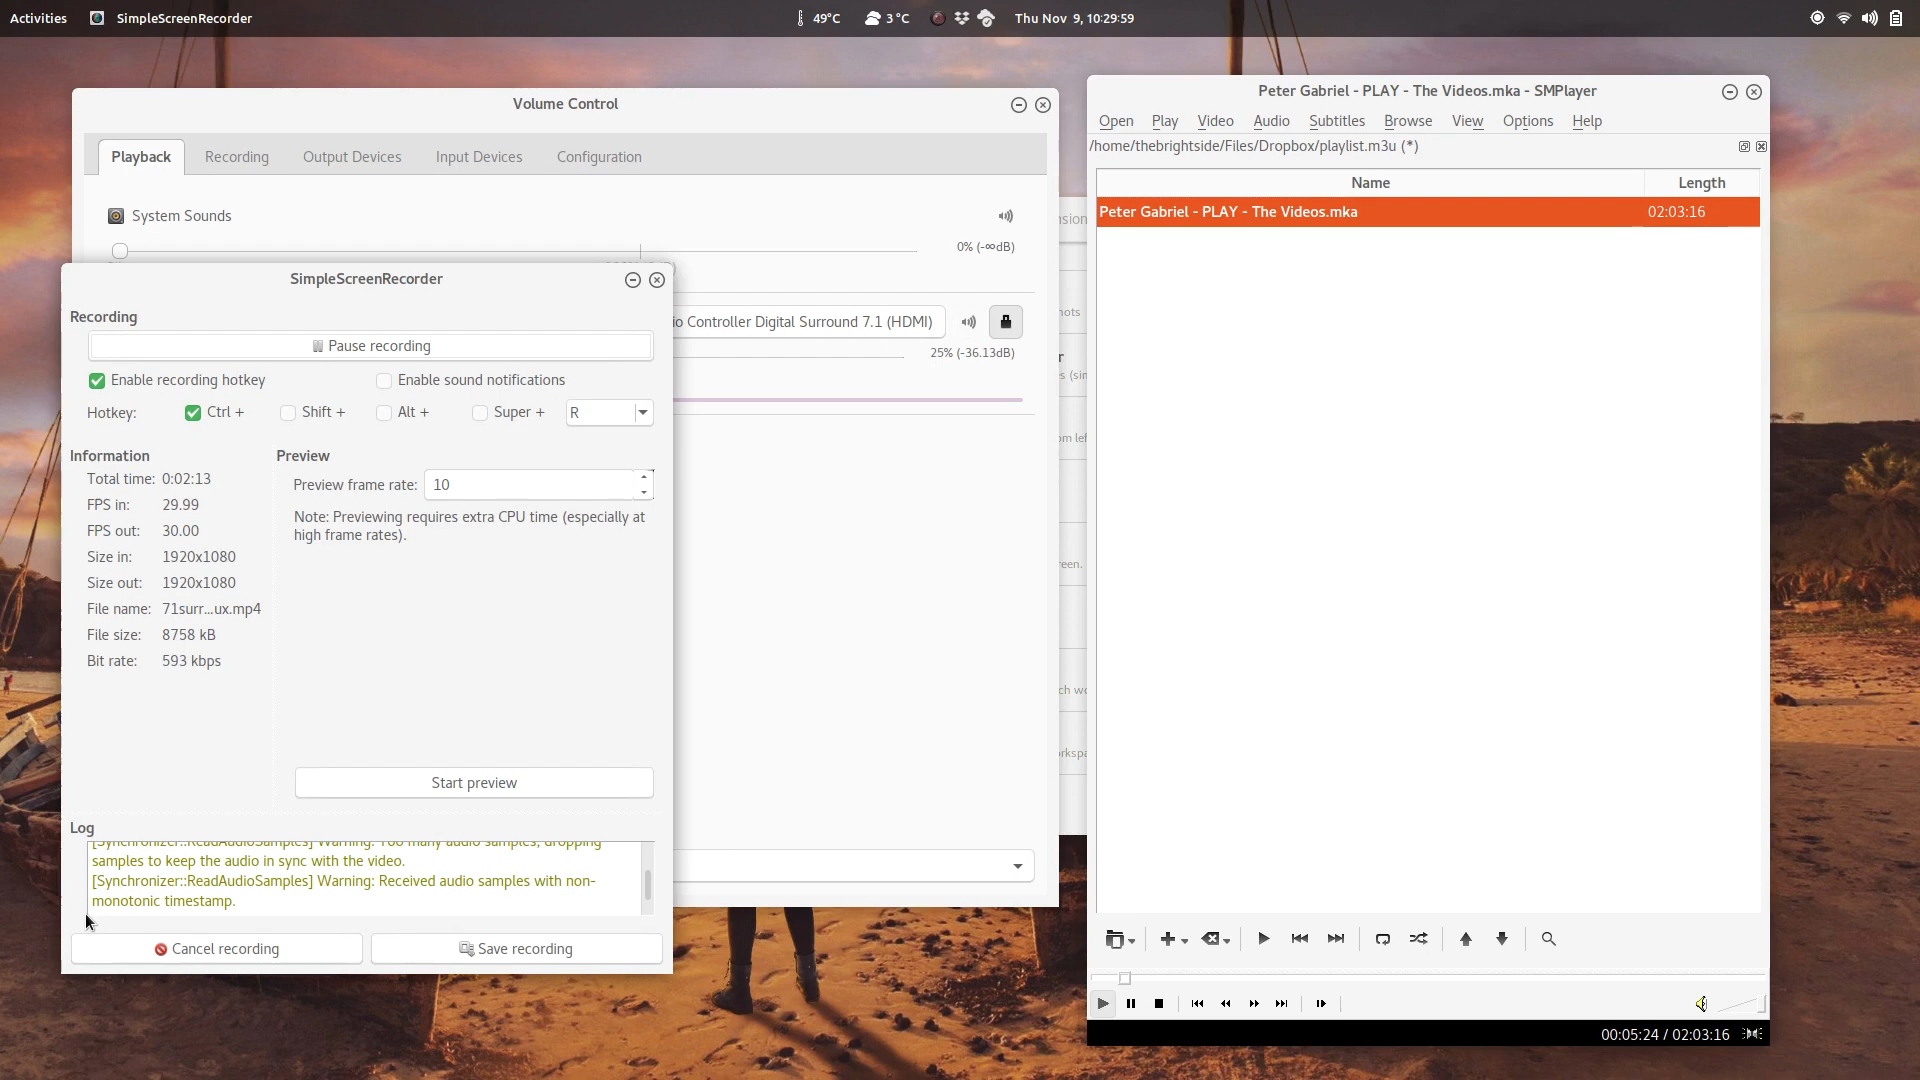 Activities SimpleScreenRecorder 49°C 3 °C Thu Nov 9, 10:29:59
Volume Control
Playback Recording Output Devices Input Devices Configuration
System Sounds
0% (-∞dB)
io Controller Digital Surround 7.1 (HDMI)
25% (-36.13dB)
SimpleScreenRecorder
Recording
Pause recording
Enable recording hotkey Enable sound notifications
Hotkey: Ctrl + Shift + Alt + Super + R
Information
Total time: 0:02:13
FPS in: 29.99
FPS out: 30.00
Size in: 1920x1080
Size out: 1920x1080
File name: 71surr...ux.mp4
File size: 8758 kB
Bit rate: 593 kbps
Preview
Preview frame rate: 10
Note: Previewing requires extra CPU time (especially at
high frame rates).
Start preview
Log
[Synchronizer::ReadAudioSamples] Warning: Too many audio samples, dropping
samples to keep the audio in sync with the video.
[Synchronizer::ReadAudioSamples] Warning: Received audio samples with non-
monotonic timestamp.
Cancel recording Save recording
Peter Gabriel - PLAY - The Videos.mka - SMPlayer
Open Play Video Audio Subtitles Browse View Options Help
/home/thebrightside/Files/Dropbox/playlist.m3u (*)
Name Length
Peter Gabriel - PLAY - The Videos.mka 02:03:16
00:05:24 / 02:03:16